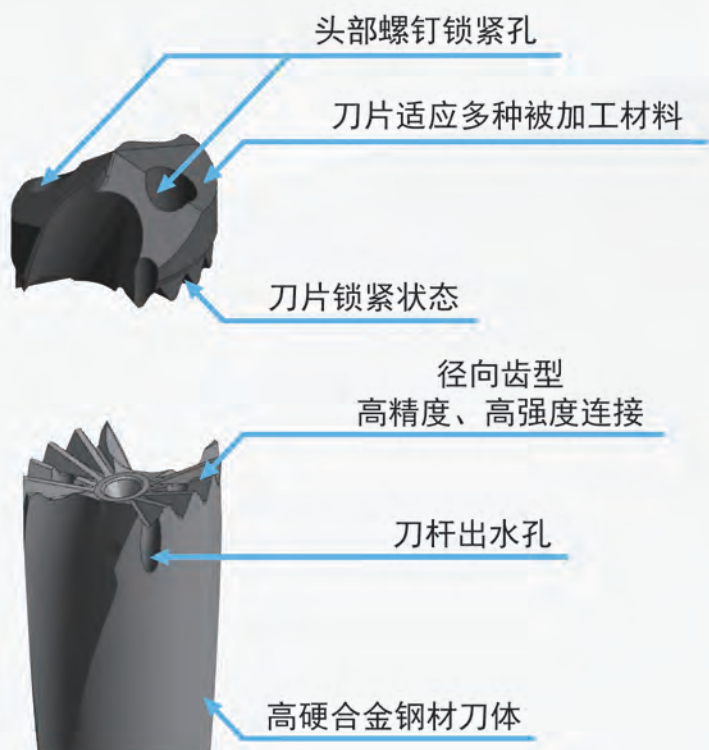 头部螺钉锁紧孔
刀片适应多种被加工材料
刀片锁紧状态
径向齿型
高精度、高强度连接
刀杆出水孔
高硬合金钢材刀体